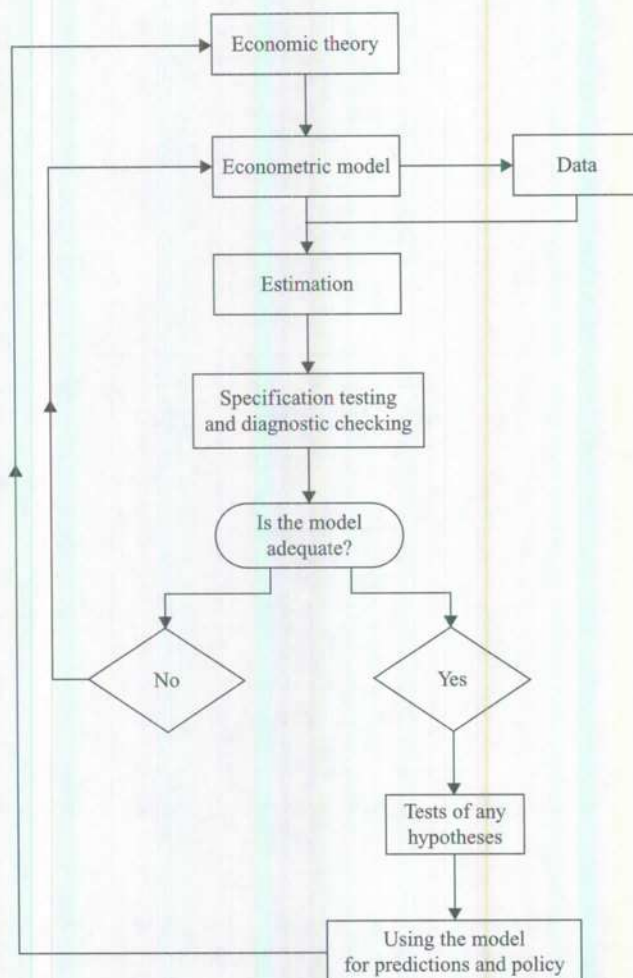 Economic theory
Econometric model
Data
Estimation
Specification testing
and diagnostic checking
Is the model
adequate?
No
Yes
Tests of any
hypotheses
Using the model
for predictions and policy